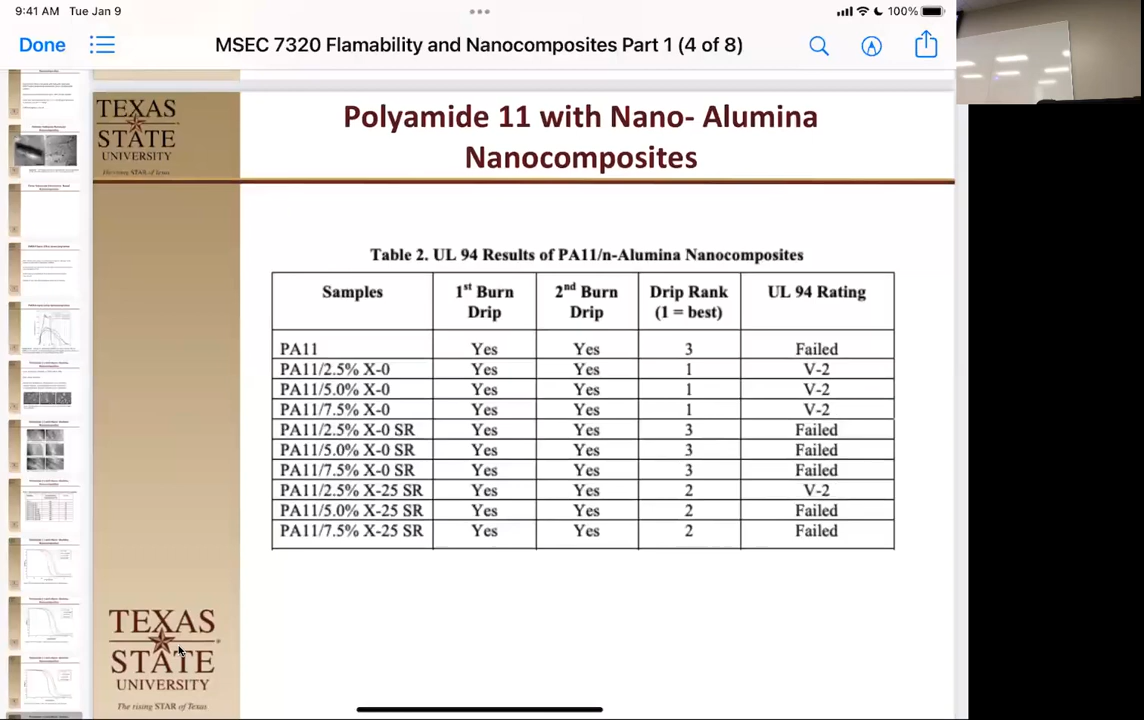 9:41 AM Tue Jan 9
100%
Done
MSEC 7320 Flamability and Nanocomposites Part 1 (4 of 8)
TEXAS
STATE
UNIVERSITY
The rising STAR of Texas
Polyamide 11 with Nano- Alumina
Nanocomposites
Table 2. UL 94 Results of PA11/n-Alumina Nanocomposites
Samples 1st Burn Drip 2nd Burn Drip Drip Rank (1 = best) UL 94 Rating
PA11 Yes Yes 3 Failed
PA11/2.5% X-0 Yes Yes 1 V-2
PA11/5.0% X-0 Yes Yes 1 V-2
PA11/7.5% X-0 Yes Yes 1 V-2
PA11/2.5% X-0 SR Yes Yes 3 Failed
PA11/5.0% X-0 SR Yes Yes 3 Failed
PA11/7.5% X-0 SR Yes Yes 3 Failed
PA11/2.5% X-25 SR Yes Yes 2 V-2
PA11/5.0% X-25 SR Yes Yes 2 Failed
PA11/7.5% X-25 SR Yes Yes 2 Failed
TEXAS
STATE
UNIVERSITY
The rising STAR of Texas